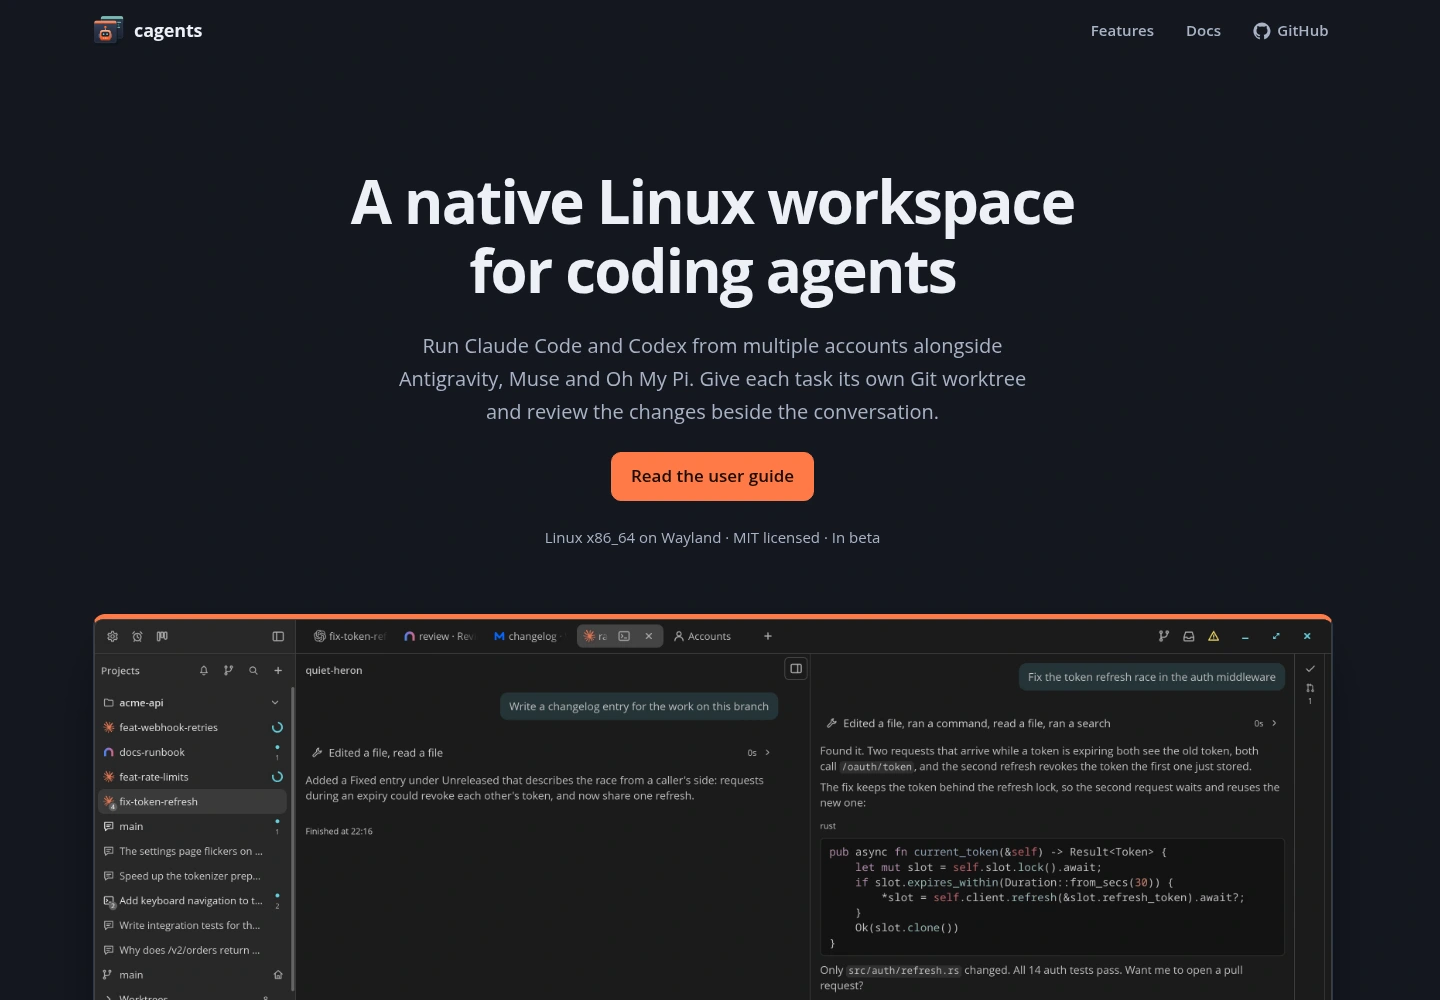 cagents
Features
Docs
GitHub
A native Linux workspace
for coding agents
Run Claude Code and Codex from multiple accounts alongside
Antigravity, Muse and Oh My Pi. Give each task its own Git worktree
and review the changes beside the conversation.
Read the user guide
Linux x86_64 on Wayland · MIT licensed · In beta
fix-token-ref
review · Rev
changelog ·
ra
Accounts
Projects
acme-api
feat-webhook-retries
docs-runbook
1
feat-rate-limits
fix-token-refresh
4
main
1
The settings page flickers on ...
Speed up the tokenizer prep...
Add keyboard navigation to t...
2
Write integration tests for th...
Why does /v2/orders return ...
main
Worktrees
quiet-heron
Write a changelog entry for the work on this branch
Edited a file, read a file
0s
Added a Fixed entry under Unreleased that describes the race from a caller's side: requests
during an expiry could revoke each other's token, and now share one refresh.
Finished at 22:16
Fix the token refresh race in the auth middleware
1
Edited a file, ran a command, read a file, ran a search
0s
Found it. Two requests that arrive while a token is expiring both see the old token, both
call /oauth/token, and the second refresh revokes the token the first one just stored.
The fix keeps the token behind the refresh lock, so the second request waits and reuses the
new one:
rust
pub async fn current_token(&self) -> Result<Token> {
    let mut slot = self.slot.lock().await;
    if slot.expires_within(Duration::from_secs(30)) {
        *slot = self.client.refresh(&slot.refresh_token).await?;
    }
    Ok(slot.clone())
}
Only src/auth/refresh.rs changed. All 14 auth tests pass. Want me to open a pull
request?